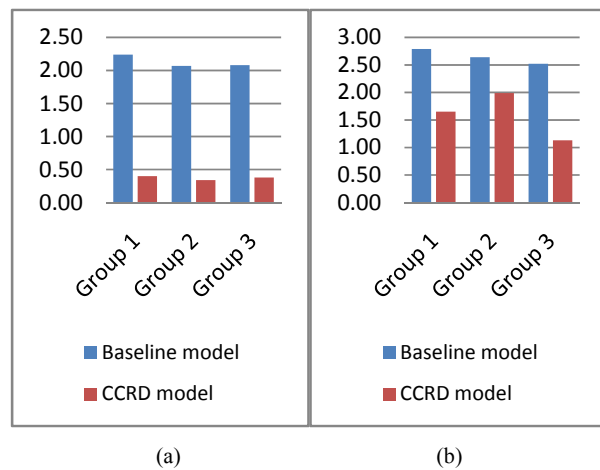 2.50
2.00
1.50
1.00
0.50
0.00
Group 1
Group 2
Group 3
Baseline model
CCRD model
(a)
3.00
2.50
2.00
1.50
1.00
0.50
0.00
Group 1
Group 2
Group 3
Baseline model
CCRD model
(b)